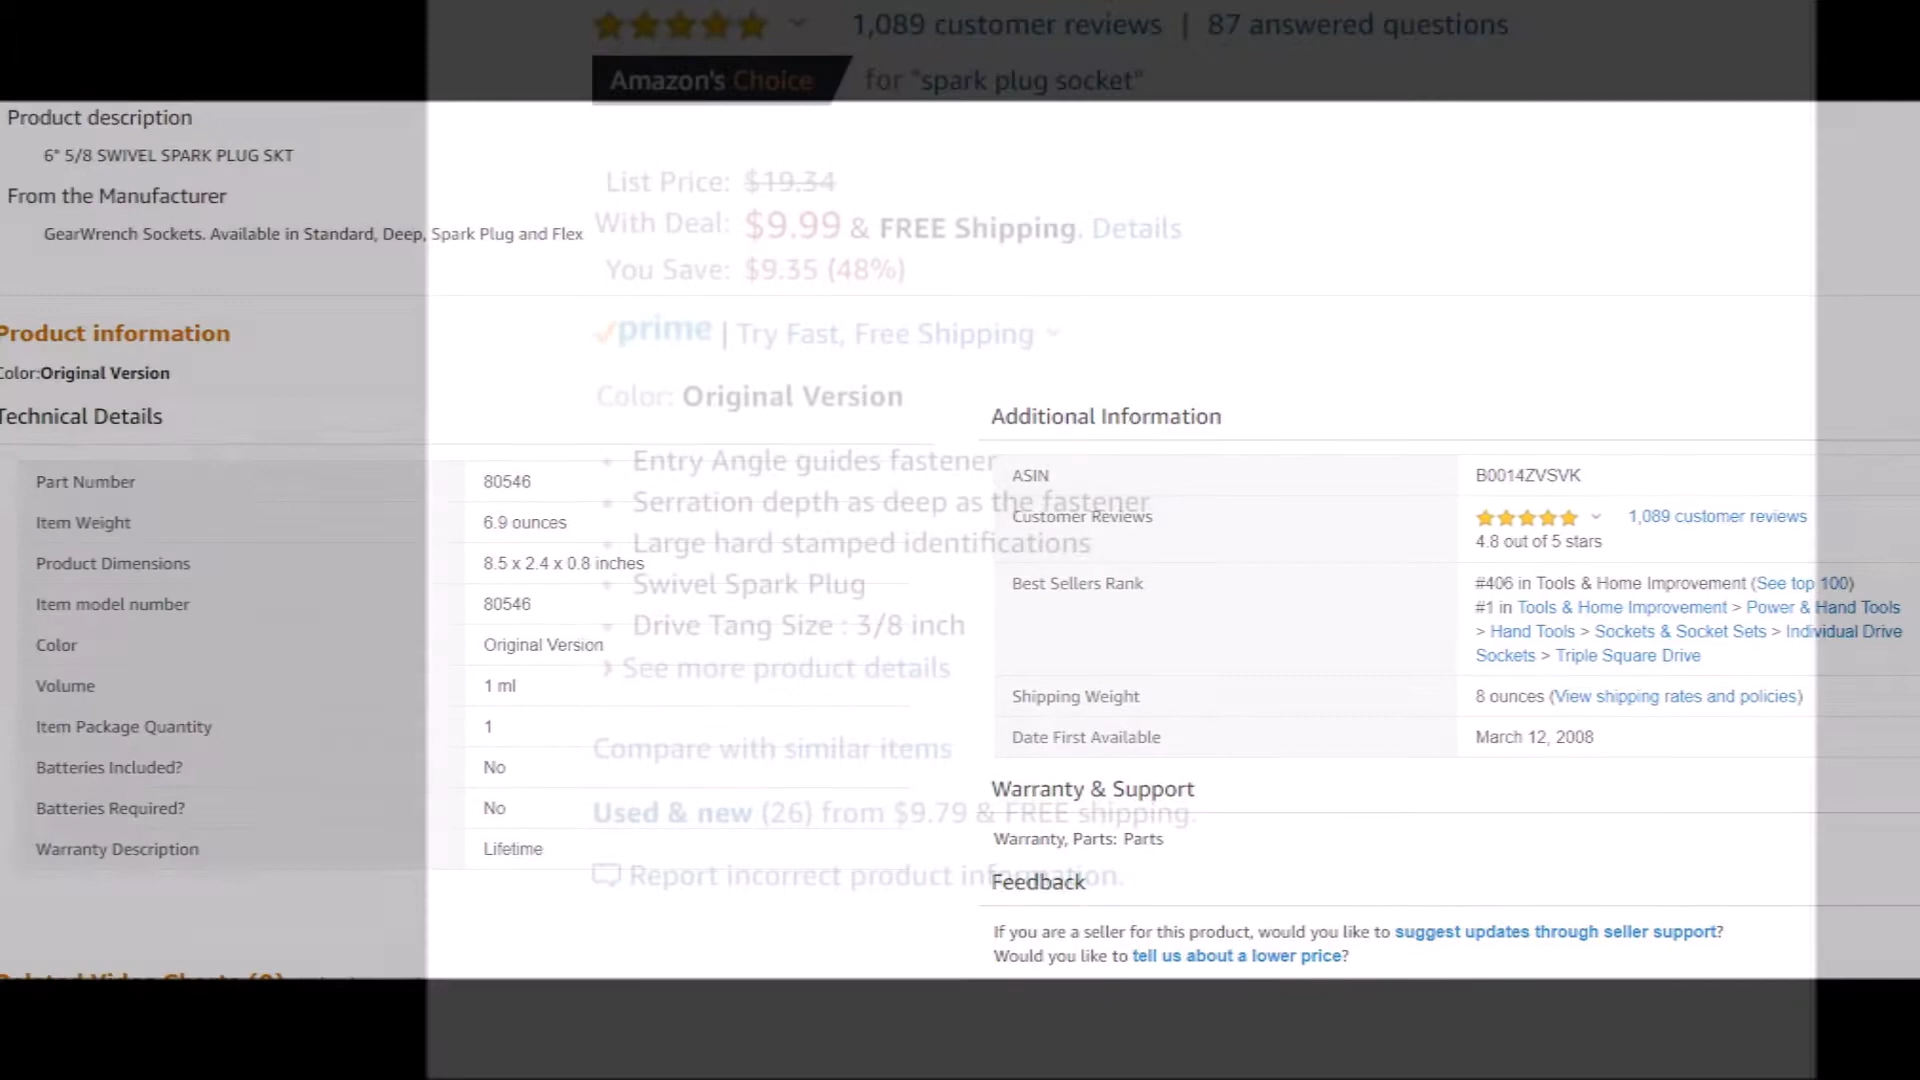 1,089 customer reviews | 87 answered questions
Amazon's Choice for "spark plug socket"
Product description
6" 5/8 SWIVEL SPARK PLUG SKT
From the Manufacturer
GearWrench Sockets. Available in Standard, Deep, Spark Plug and Flex
List Price: $19.34
With Deal: $9.99 & FREE Shipping. Details
You Save: $9.35 (48%)
prime | Try Fast, Free Shipping
Color: Original Version
Entry Angle guides fastener
Serration depth as deep as the fastener
Large hard stamped identifications
Swivel Spark Plug
Drive Tang Size : 3/8 inch
› See more product details
Compare with similar items
Used & new (26) from $9.79 & FREE shipping.
Report incorrect product information.
Product information
Color:Original Version
Technical Details
Part Number 80546
Item Weight 6.9 ounces
Product Dimensions 8.5 x 2.4 x 0.8 inches
Item model number 80546
Color Original Version
Volume 1 ml
Item Package Quantity 1
Batteries Included? No
Batteries Required? No
Warranty Description Lifetime
Additional Information
ASIN B0014ZVSVK
Customer Reviews 1,089 customer reviews
4.8 out of 5 stars
Best Sellers Rank #406 in Tools & Home Improvement (See top 100)
#1 in Tools & Home Improvement > Power & Hand Tools
> Hand Tools > Sockets & Socket Sets > Individual Drive
Sockets > Triple Square Drive
Shipping Weight 8 ounces (View shipping rates and policies)
Date First Available March 12, 2008
Warranty & Support
Warranty, Parts: Parts
Feedback
If you are a seller for this product, would you like to suggest updates through seller support?
Would you like to tell us about a lower price?